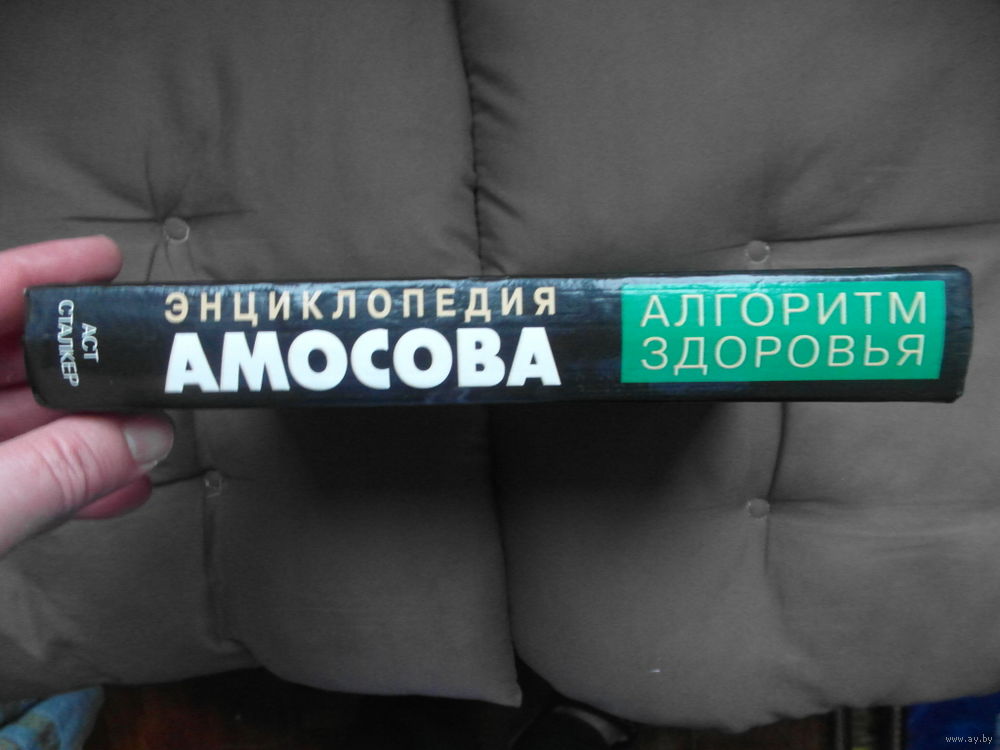 АСТ
СТАЛКЕР
ЭНЦИКЛОПЕДИЯ
АМОСОВА
АЛГОРИТМ
ЗДОРОВЬЯ
www.ay.by